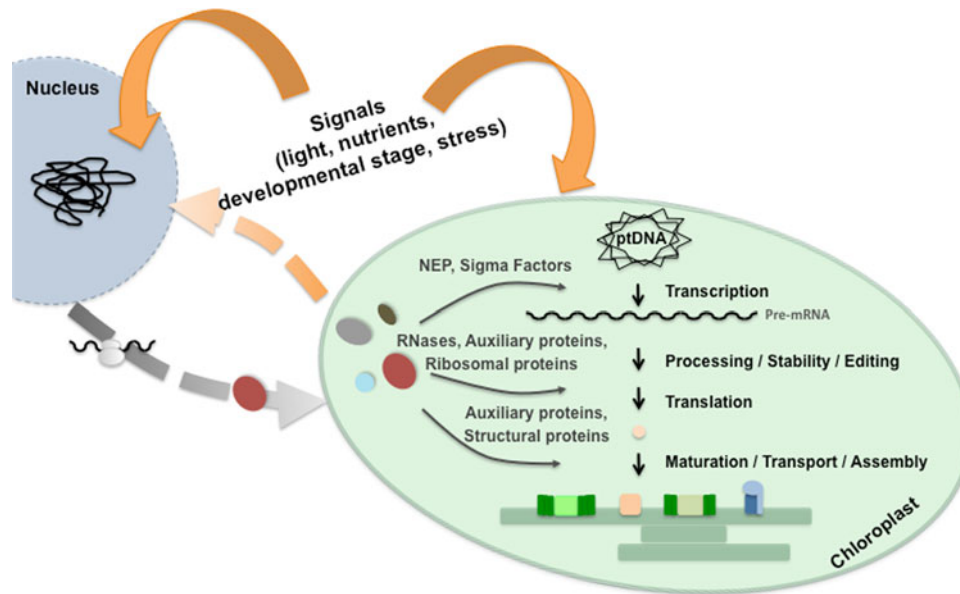 Nucleus
Signals
(light, nutrients,
developmental stage, stress)
ptDNA
NEP, Sigma Factors
Transcription
Pre-mRNA
RNases, Auxiliary proteins,
Ribosomal proteins
Processing / Stability / Editing
Translation
Auxiliary proteins,
Structural proteins
Maturation / Transport / Assembly
Chloroplast